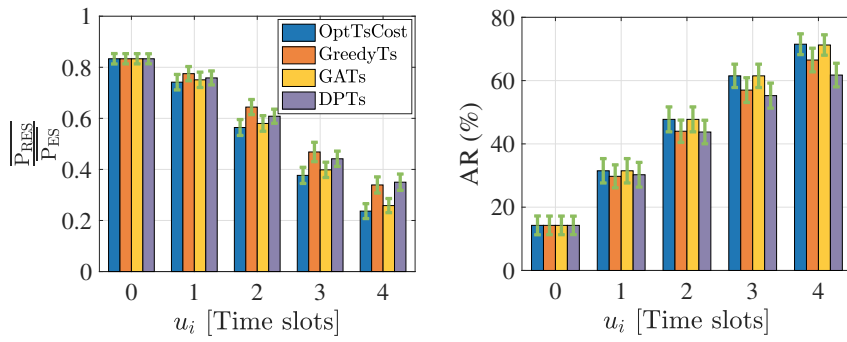 1
0.8
0.6
0.4
0.2
0
P_RES
P_ES
OptTsCost
GreedyTs
GATs
DPTs
0 1 2 3 4
u_i [Time slots]
80
60
40
20
0
AR (%)
0 1 2 3 4
u_i [Time slots]